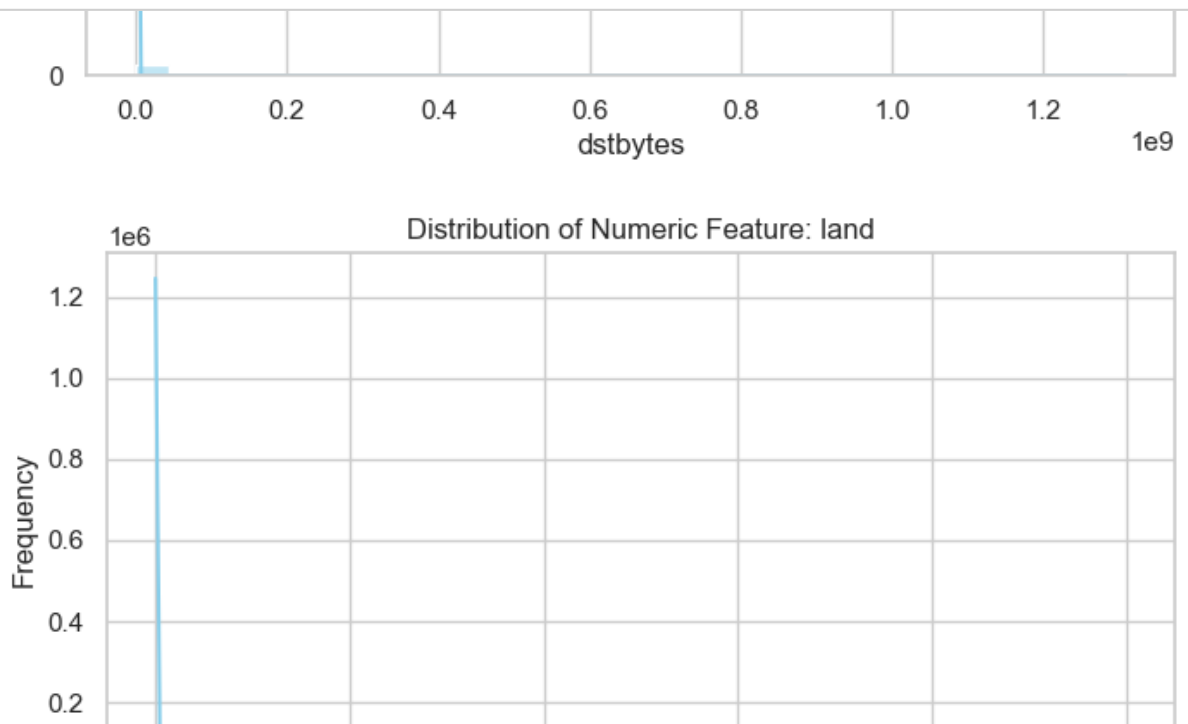 0
0.0 0.2 0.4 0.6 0.8 1.0 1.2
dstbytes
1e9
Distribution of Numeric Feature: land
1e6
1.2
1.0
0.8
0.6
0.4
0.2
Frequency